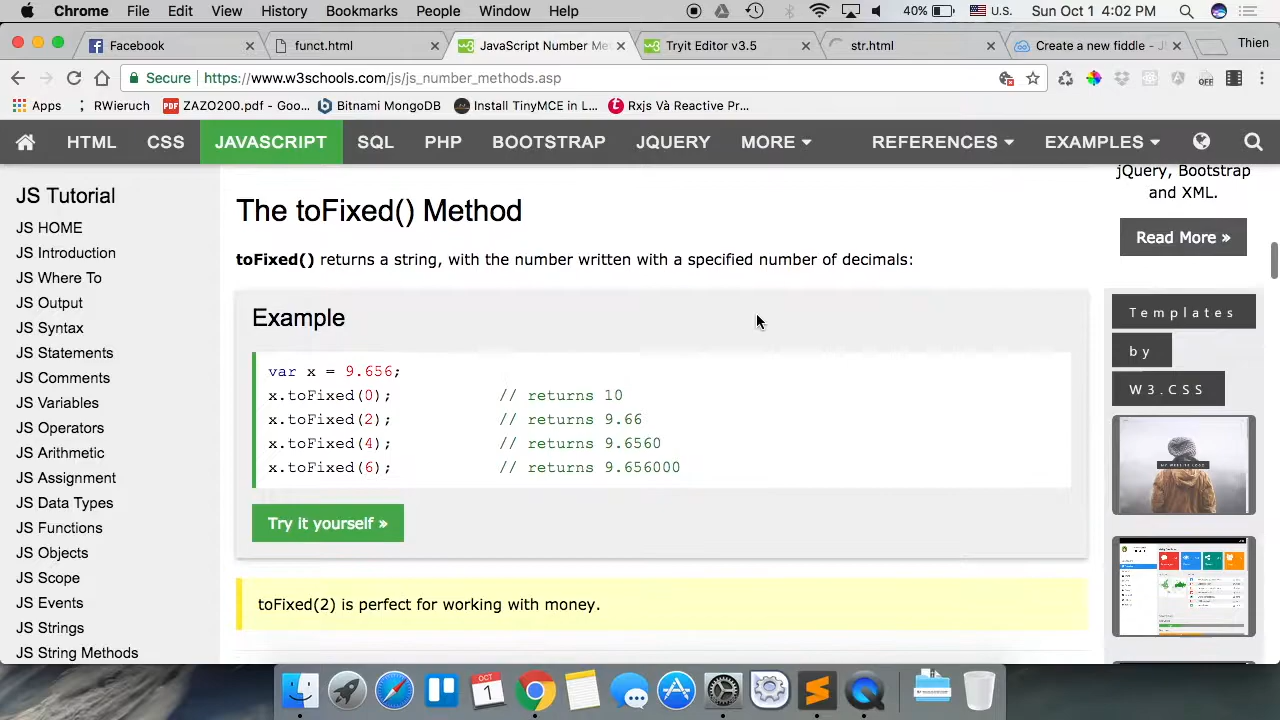 Chrome File Edit View History Bookmarks People Window Help 40% U.S. Sun Oct 1 4:02 PM
Facebook funct.html JavaScript Number Met Tryit Editor v3.5 str.html Create a new fiddle - JS Thien
Secure https://www.w3schools.com/js/js_number_methods.asp OFF
Apps RWieruch ZAZO200.pdf - Goo... Bitnami MongoDB Install TinyMCE in L... Rxjs Và Reactive Pr...
HTML CSS JAVASCRIPT SQL PHP BOOTSTRAP JQUERY MORE REFERENCES EXAMPLES
JS Tutorial
JS HOME
JS Introduction
JS Where To
JS Output
JS Syntax
JS Statements
JS Comments
JS Variables
JS Operators
JS Arithmetic
JS Assignment
JS Data Types
JS Functions
JS Objects
JS Scope
JS Events
JS Strings
JS String Methods
The toFixed() Method
toFixed() returns a string, with the number written with a specified number of decimals:
Example
var x = 9.656;
x.toFixed(0); // returns 10
x.toFixed(2); // returns 9.66
x.toFixed(4); // returns 9.6560
x.toFixed(6); // returns 9.656000
Try it yourself »
toFixed(2) is perfect for working with money.
jQuery, Bootstrap
and XML.
Read More »
Templates
by
W3.CSS
OCT
1